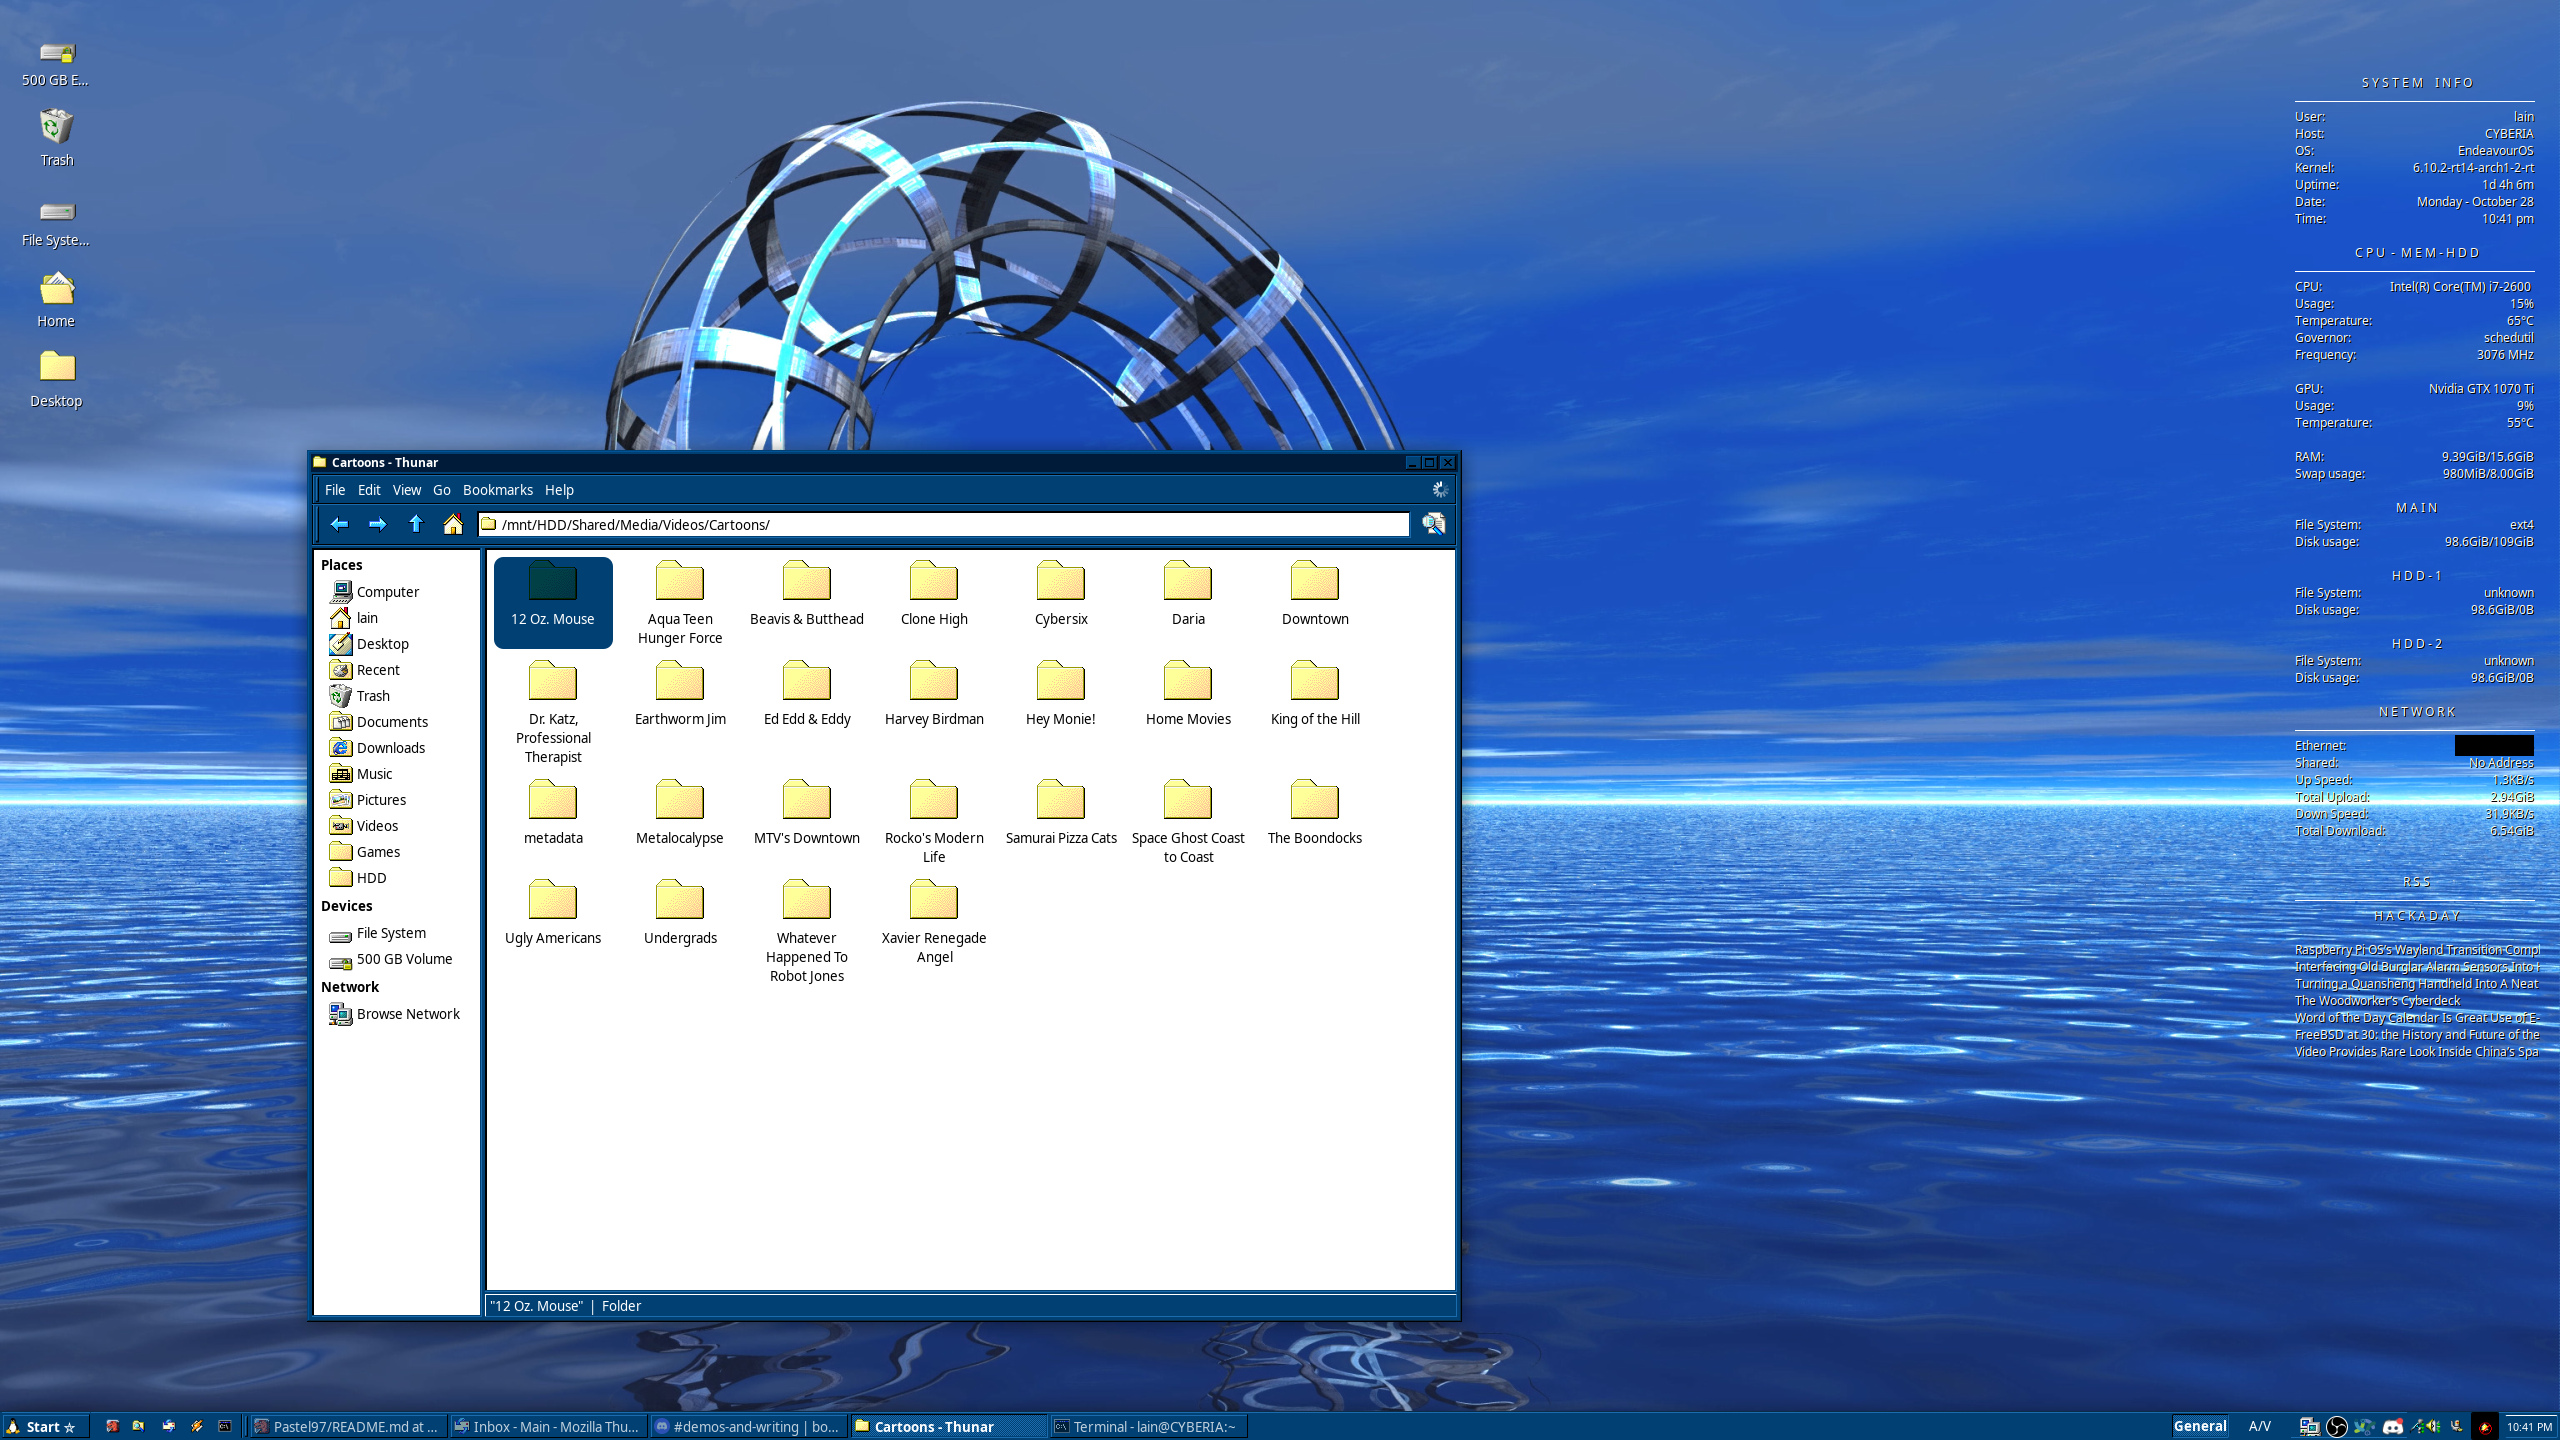 500 GB E...
Trash
File Syste...
Home
Desktop
SYSTEM INFO
User: lain
Host: CYBERIA
OS: EndeavourOS
Kernel: 6.10.2-rt14-arch1-2-rt
Uptime: 1d 4h 6m
Date: Monday - October 28
Time: 10:41 pm
CPU-MEM-HDD
CPU: Intel(R) Core(TM) i7-2600
Usage: 15%
Temperature: 65°C
Governor: schedutil
Frequency: 3076 MHz
GPU: Nvidia GTX 1070 Ti
Usage: 9%
Temperature: 55°C
RAM: 9.39GiB/15.6GiB
Swap usage: 980MiB/8.00GiB
MAIN
File System: ext4
Disk usage: 98.6GiB/109GiB
HDD-1
File System: unknown
Disk usage: 98.6GiB/0B
HDD-2
File System: unknown
Disk usage: 98.6GiB/0B
NETWORK
Ethernet:
Shared: No Address
Up Speed: 1.3KB/s
Total Upload: 2.94GiB
Down Speed: 31.9KB/s
Total Download: 6.54GiB
RSS
HACKADAY
Raspberry Pi OS's Wayland Transition Compl
Interfacing Old Burglar Alarm Sensors Into
Turning a Quansheng Handheld Into A Neat
The Woodworker's Cyberdeck
Word of the Day Calendar Is Great Use of E-
FreeBSD at 30: the History and Future of the
Video Provides Rare Look Inside China's Spa
Cartoons - Thunar
File Edit View Go Bookmarks Help
/mnt/HDD/Shared/Media/Videos/Cartoons/
Places
Computer
lain
Desktop
Recent
Trash
Documents
Downloads
Music
Pictures
Videos
Games
HDD
Devices
File System
500 GB Volume
Network
Browse Network
12 Oz. Mouse
Aqua Teen
Hunger Force
Beavis & Butthead
Clone High
Cybersix
Daria
Downtown
Dr. Katz,
Professional
Therapist
Earthworm Jim
Ed Edd & Eddy
Harvey Birdman
Hey Monie!
Home Movies
King of the Hill
metadata
Metalocalypse
MTV's Downtown
Rocko's Modern
Life
Samurai Pizza Cats
Space Ghost Coast
to Coast
The Boondocks
Ugly Americans
Undergrads
Whatever
Happened To
Robot Jones
Xavier Renegade
Angel
"12 Oz. Mouse" | Folder
Start ☆
Pastel97/README.md at ...
Inbox - Main - Mozilla Thu...
#demos-and-writing | bo...
Cartoons - Thunar
Terminal - lain@CYBERIA:~
General
A/V
10:41 PM